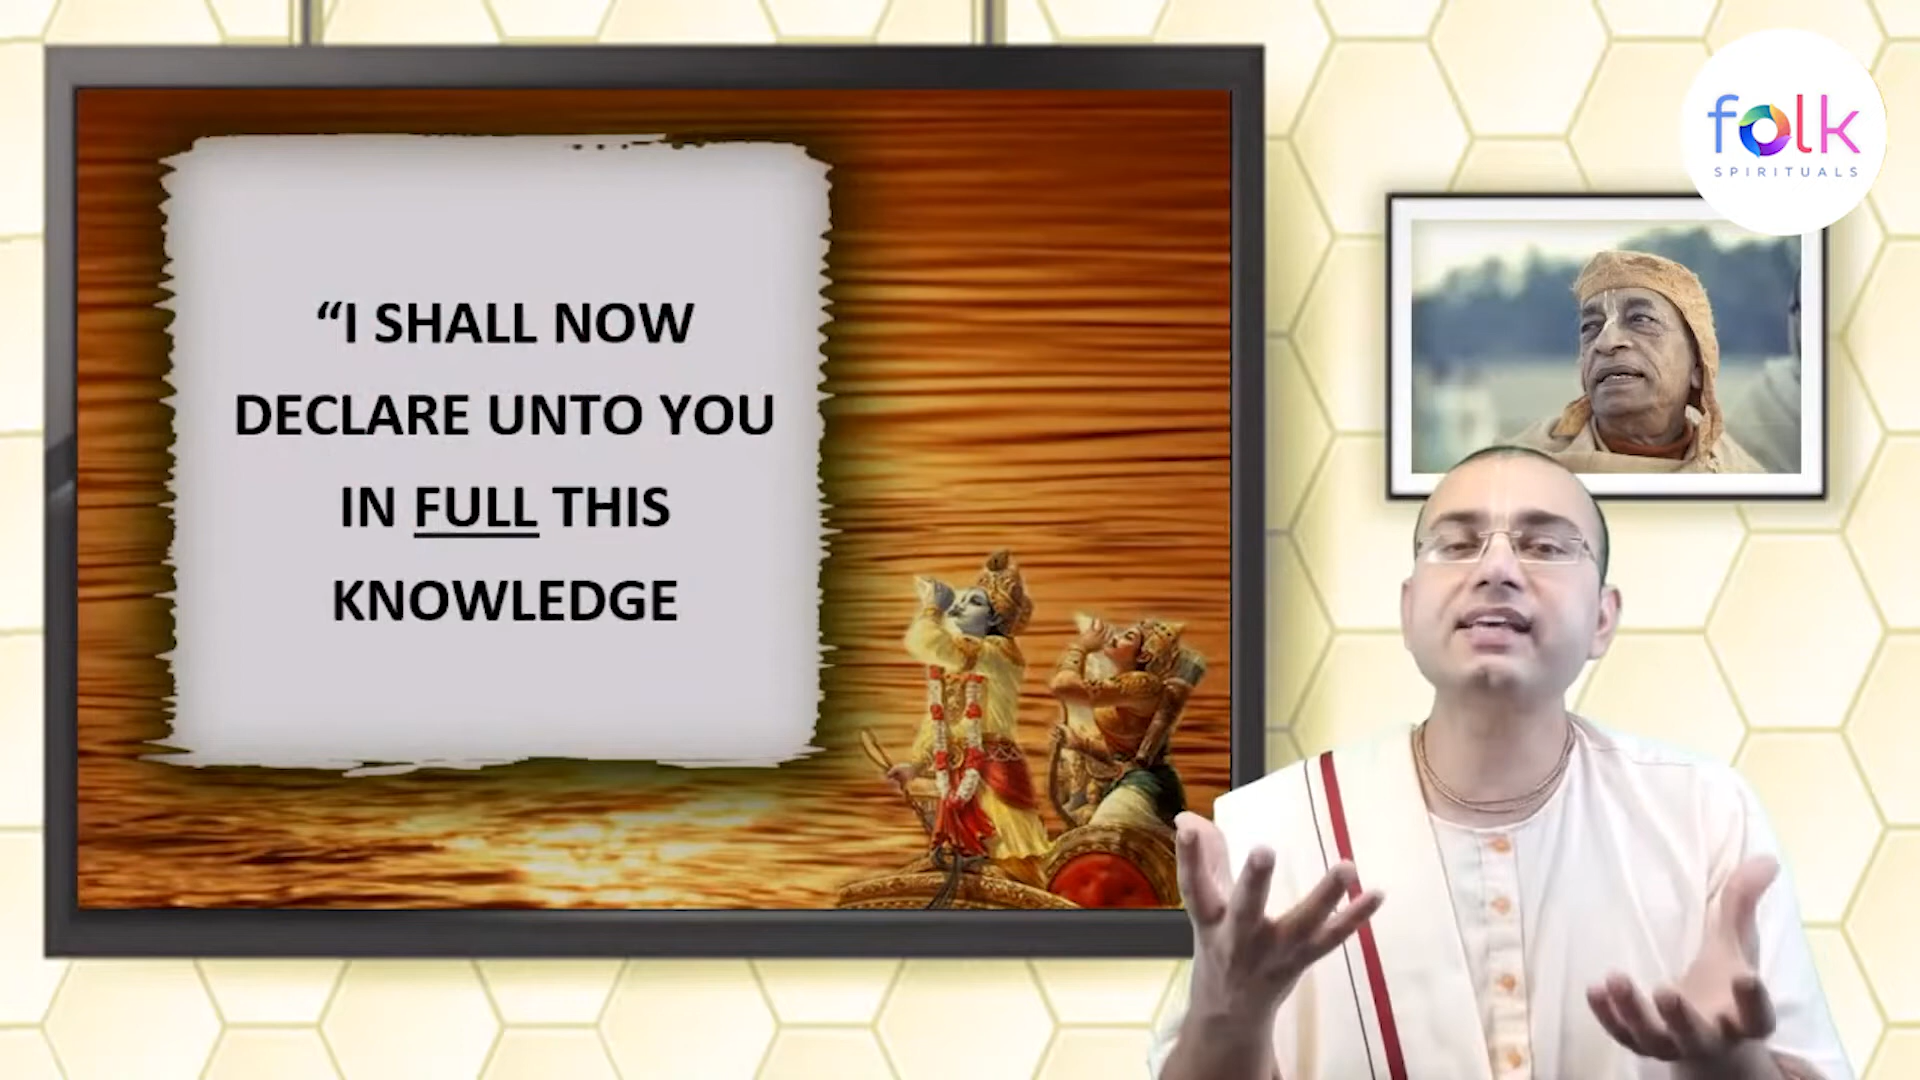 “I SHALL NOW
DECLARE UNTO YOU
IN FULL THIS
KNOWLEDGE
folk
SPIRITUALS